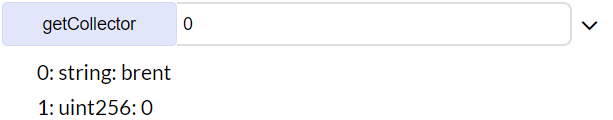 getCollector 0
0: string: brent
1: uint256: 0